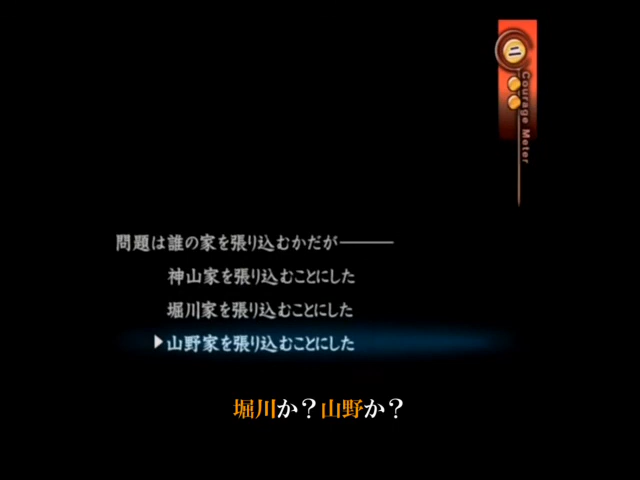 二
Courage Meter
問題は誰の家を張り込むかだが―――
神山家を張り込むことにした
堀川家を張り込むことにした
▶山野家を張り込むことにした
堀川か？山野か？